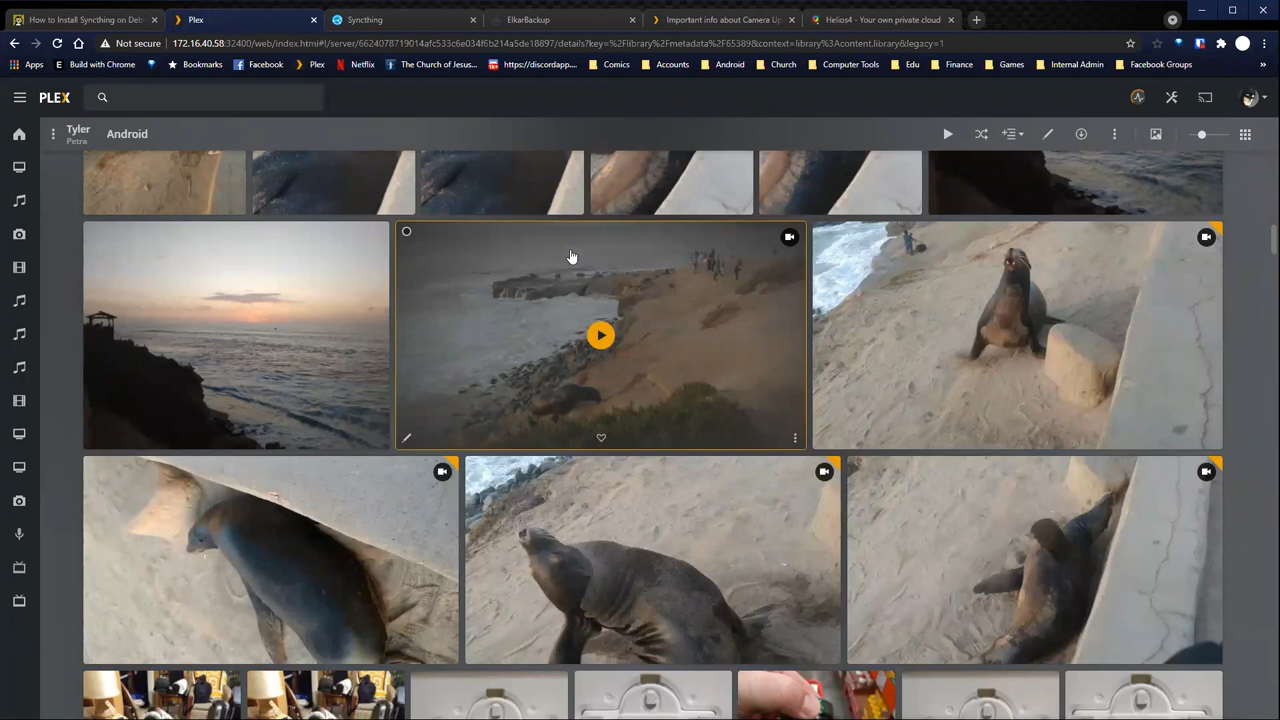 How to Install Syncthing on Deb
Plex
Syncthing
ElkarBackup
Important info about Camera Up
Helios4 - Your own private cloud
Not secure
172.16.40.58:32400/web/index.html#!/server/6624078719014afc533c6e034f6b214a5de18897/details?key=%2Flibrary%2Fmetadata%2F65389&context=library%3Acontent.library&legacy=1
Apps
Build with Chrome
Bookmarks
Facebook
Plex
Netflix
The Church of Jesus...
https://discordapp....
Comics
Accounts
Android
Church
Computer Tools
Edu
Finance
Games
Internal Admin
Facebook Groups
»
PLEX
Tyler
Petra
Android